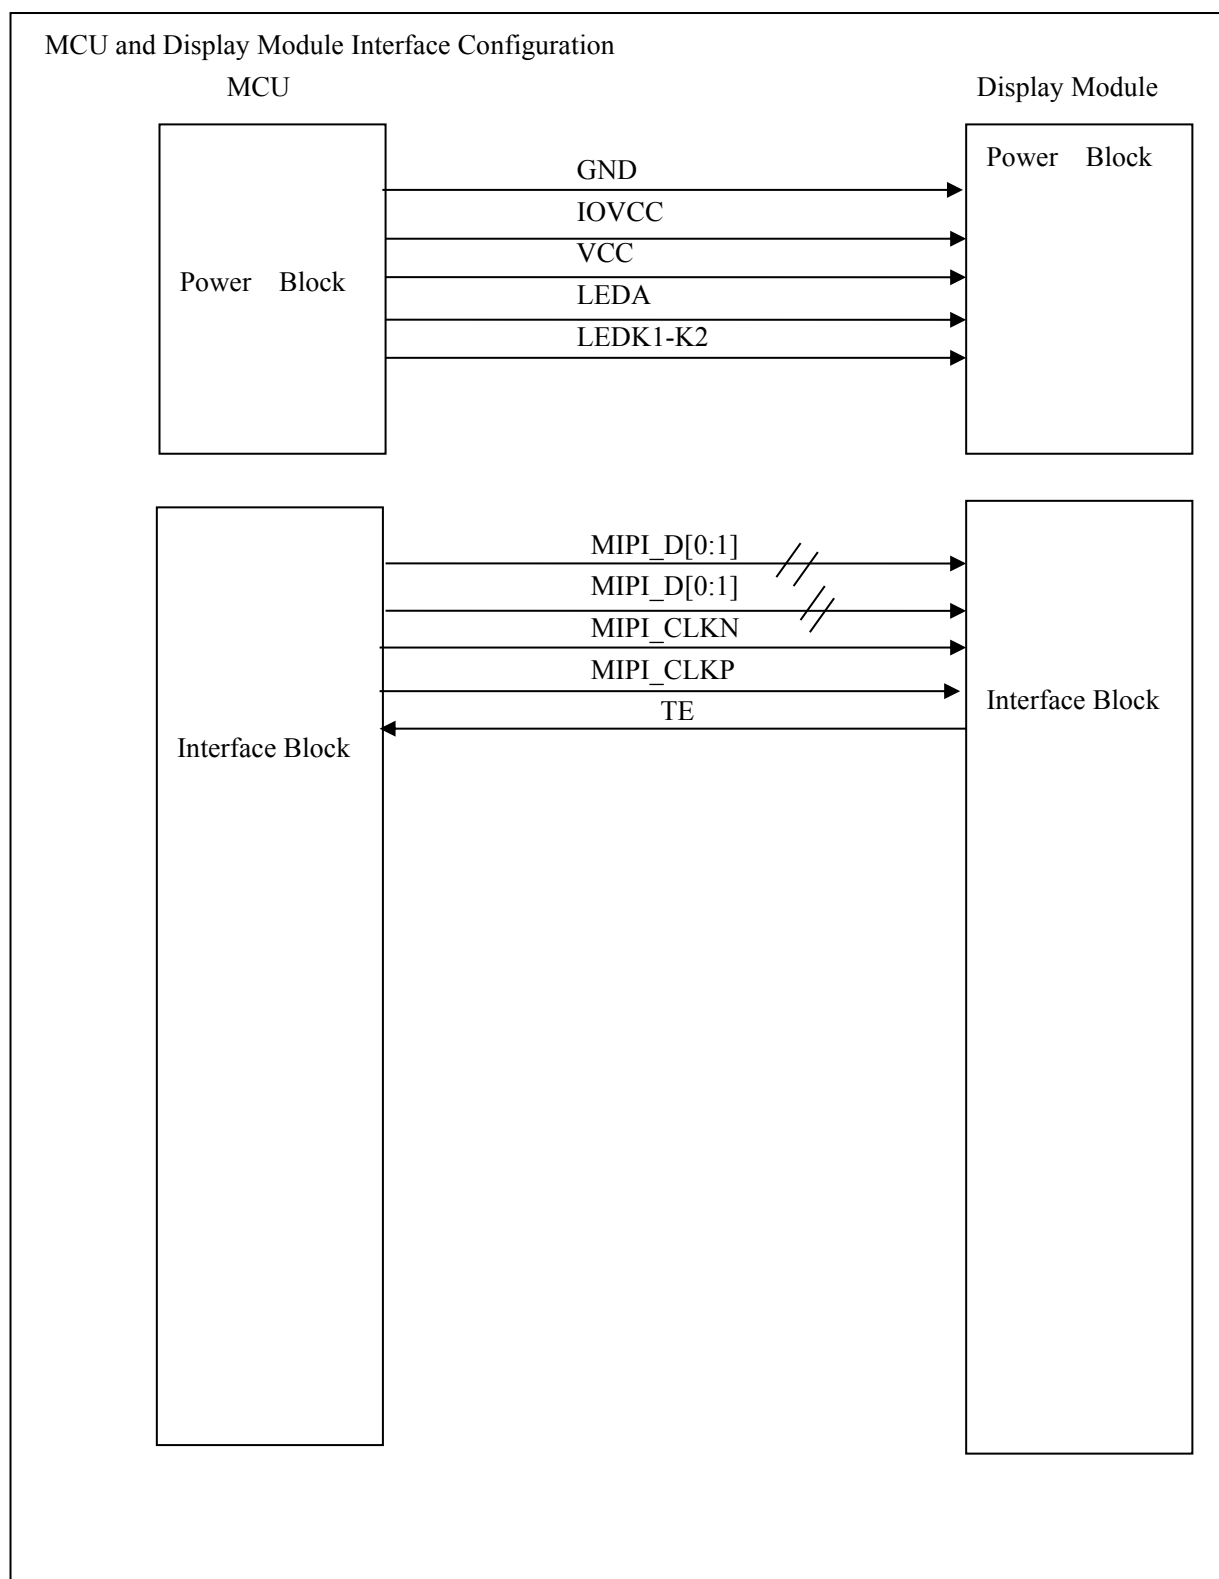 MCU and Display Module Interface Configuration
MCU
Display Module
Power Block
GND
IOVCC
VCC
Power Block
LEDA
LEDK1-K2
MIPI_D[0:1]
MIPI_D[0:1]
MIPI_CLKN
MIPI_CLKP
Interface Block
TE
Interface Block